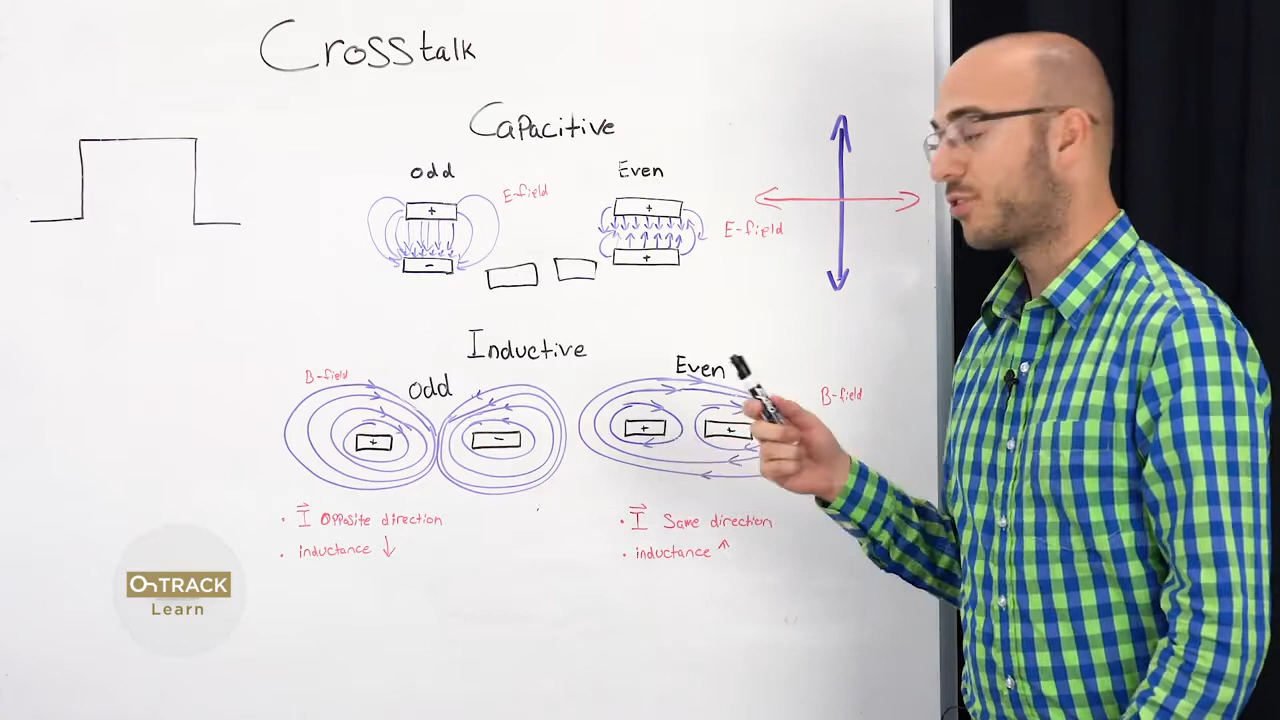 Crosstalk
Capacitive
odd
Even
E-field
+
+
E-field
-
+
Inductive
B-field
odd
Even
B-field
+
-
+
+
• I Opposite direction
• inductance ↓
• I Same direction
• inductance ↑
OnTRACK
Learn